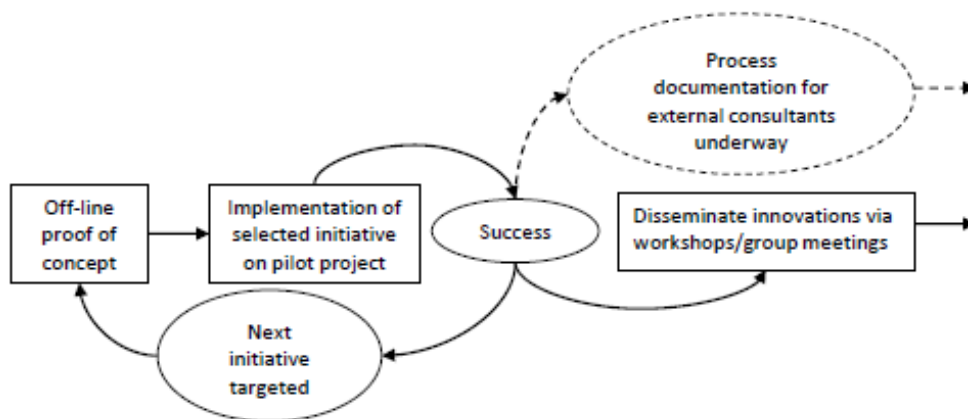 Process
documentation for
external consultants
underway
Off-line
proof of
concept
Implementation of
selected initiative
on pilot project
Success
Disseminate innovations via
workshops/group meetings
Next
initiative
targeted